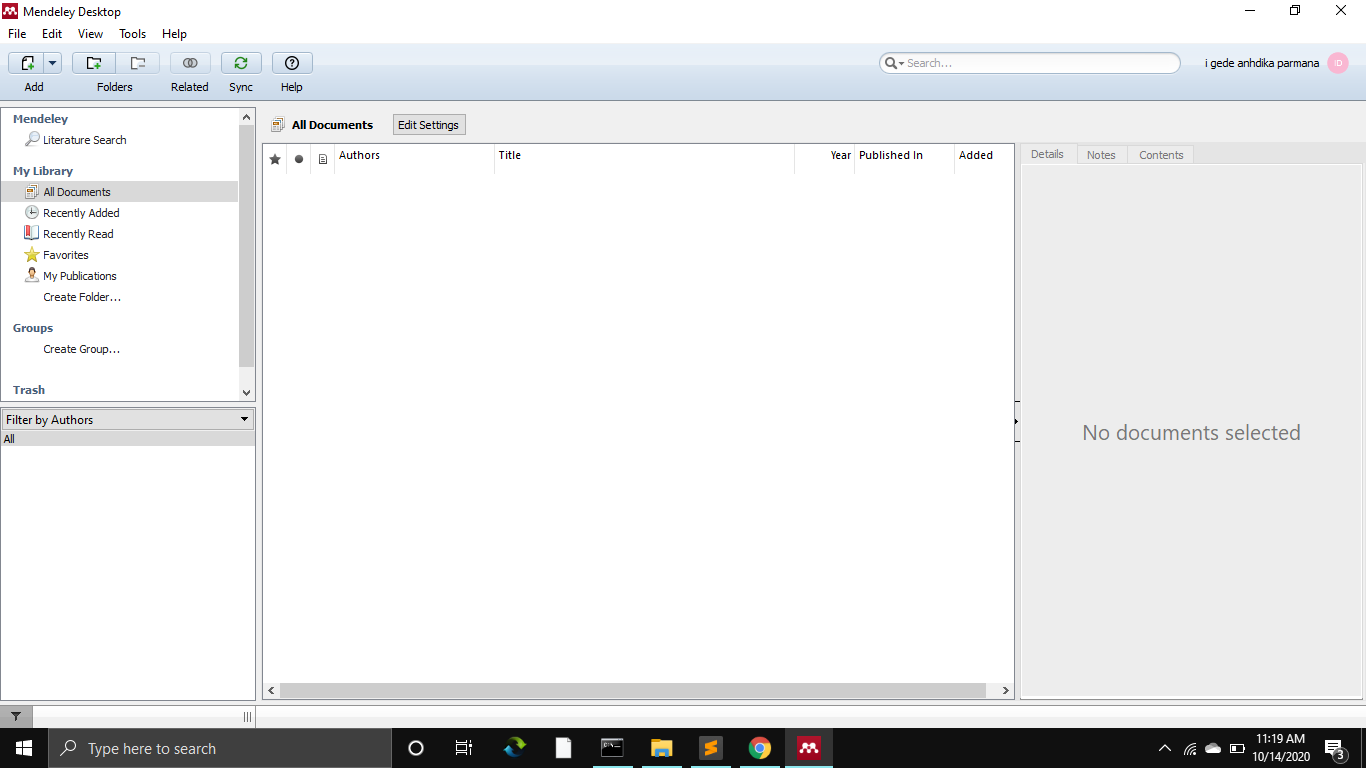 Mendeley Desktop
File Edit View Tools Help
Search...
i gede anhdika parmana ID
Add Folders Related Sync Help
Mendeley
Literature Search
My Library
All Documents
Recently Added
Recently Read
Favorites
My Publications
Create Folder...
Groups
Create Group...
Trash
Filter by Authors
All
All Documents Edit Settings
Authors Title Year Published In Added
Details Notes Contents
No documents selected
Type here to search
11:19 AM
10/14/2020
3